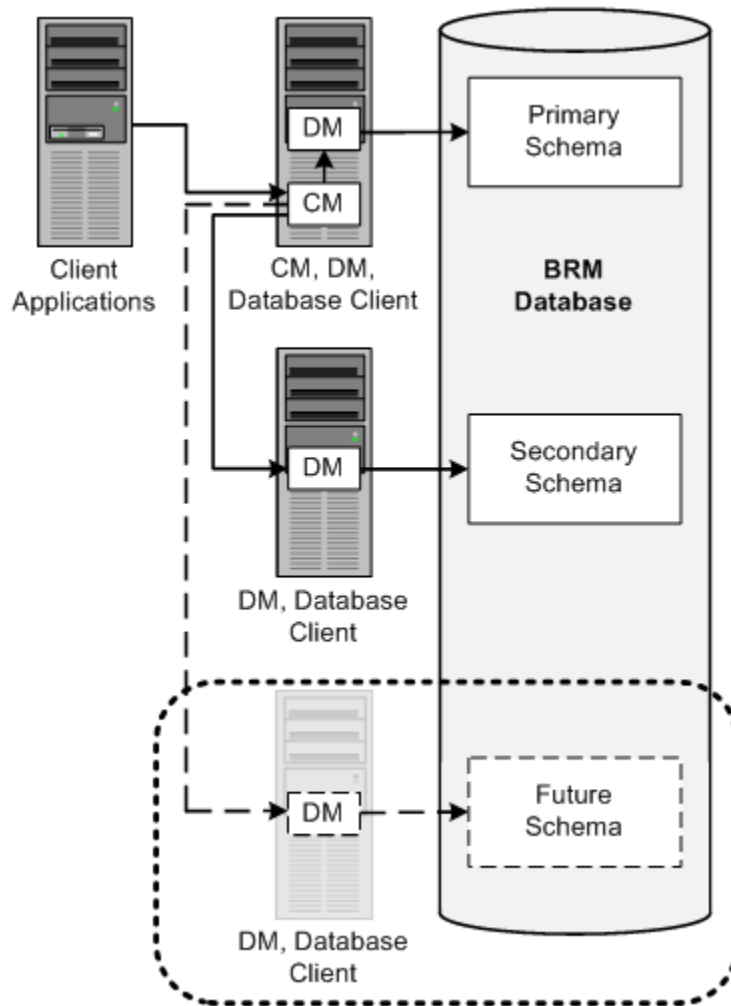 DM
Primary
Schema
CM
Client
Applications
CM, DM,
Database Client
BRM
Database
DM
Secondary
Schema
DM, Database
Client
DM
Future
Schema
DM, Database
Client